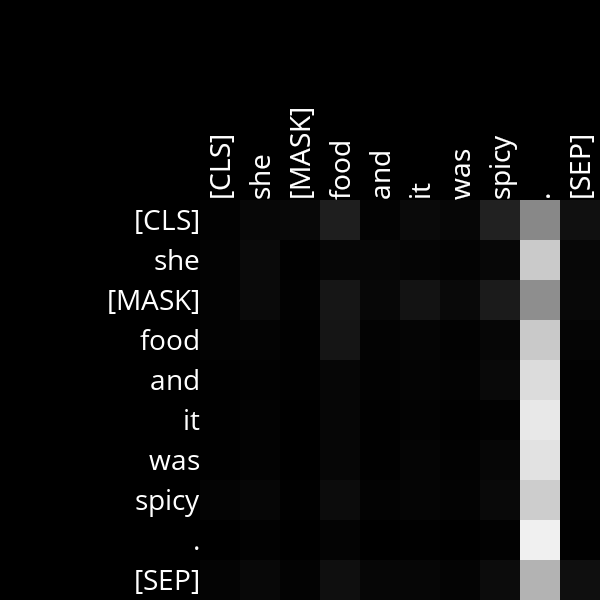 [CLS] she [MASK] food and it was spicy . [SEP]
[CLS]
she
[MASK]
food
and
it
was
spicy
.
[SEP]